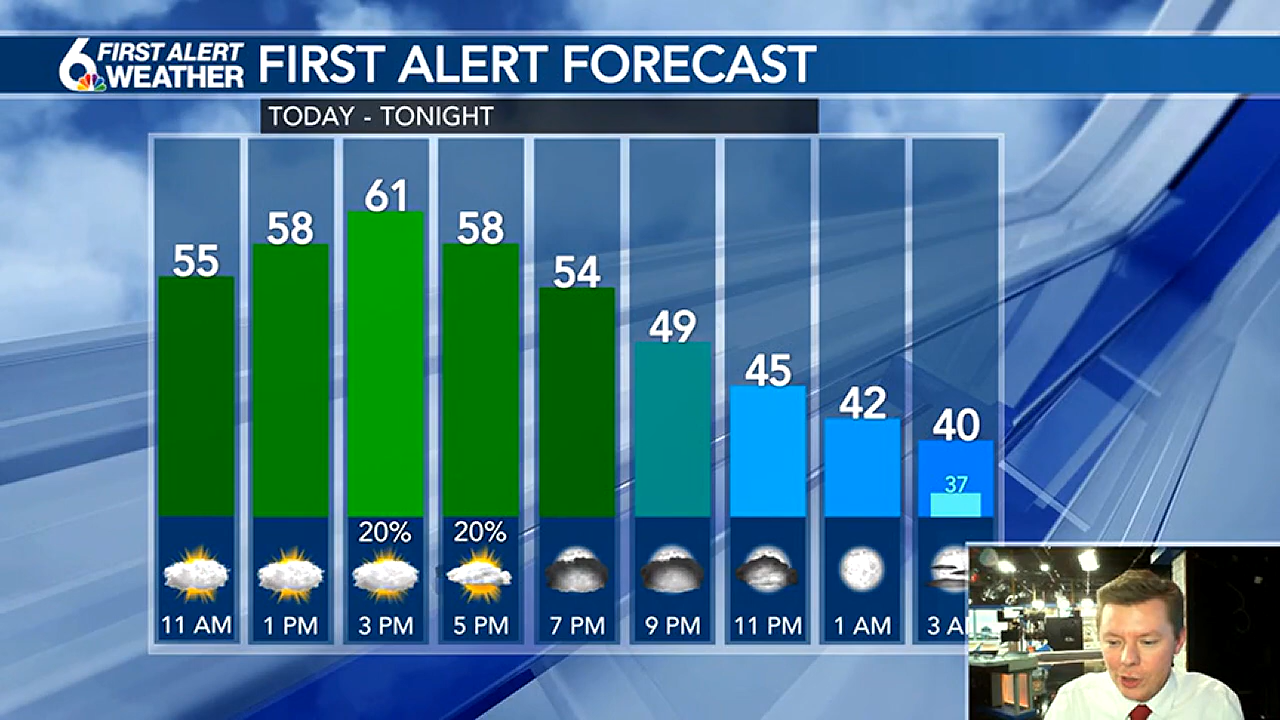 6 FIRST ALERT WEATHER
FIRST ALERT FORECAST
TODAY - TONIGHT
55 58 61 58 54 49 45 42 40
37
20% 20%
11 AM 1 PM 3 PM 5 PM 7 PM 9 PM 11 PM 1 AM 3 A